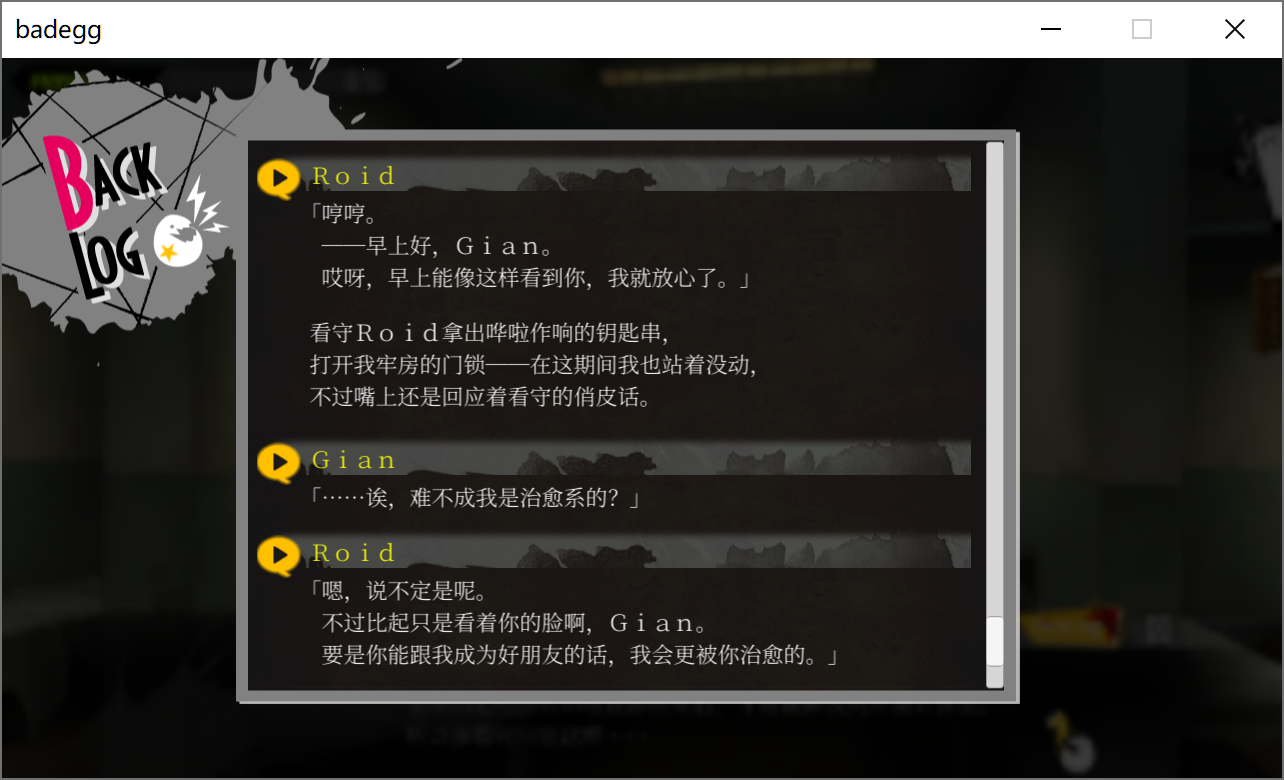 badegg
BACK
LOG
Ｒｏｉｄ
「哼哼。
——早上好，Ｇｉａｎ。
哎呀，早上能像这样看到你，我就放心了。」
看守Ｒｏｉｄ拿出哗啦作响的钥匙串，
打开我牢房的门锁——在这期间我也站着没动，
不过嘴上还是回应着看守的俏皮话。
Ｇｉａｎ
「……诶，难不成我是治愈系的？」
Ｒｏｉｄ
「嗯，说不定是呢。
不过比起只是看着你的脸啊，Ｇｉａｎ。
要是你能跟我成为好朋友的话，我会更被你治愈的。」